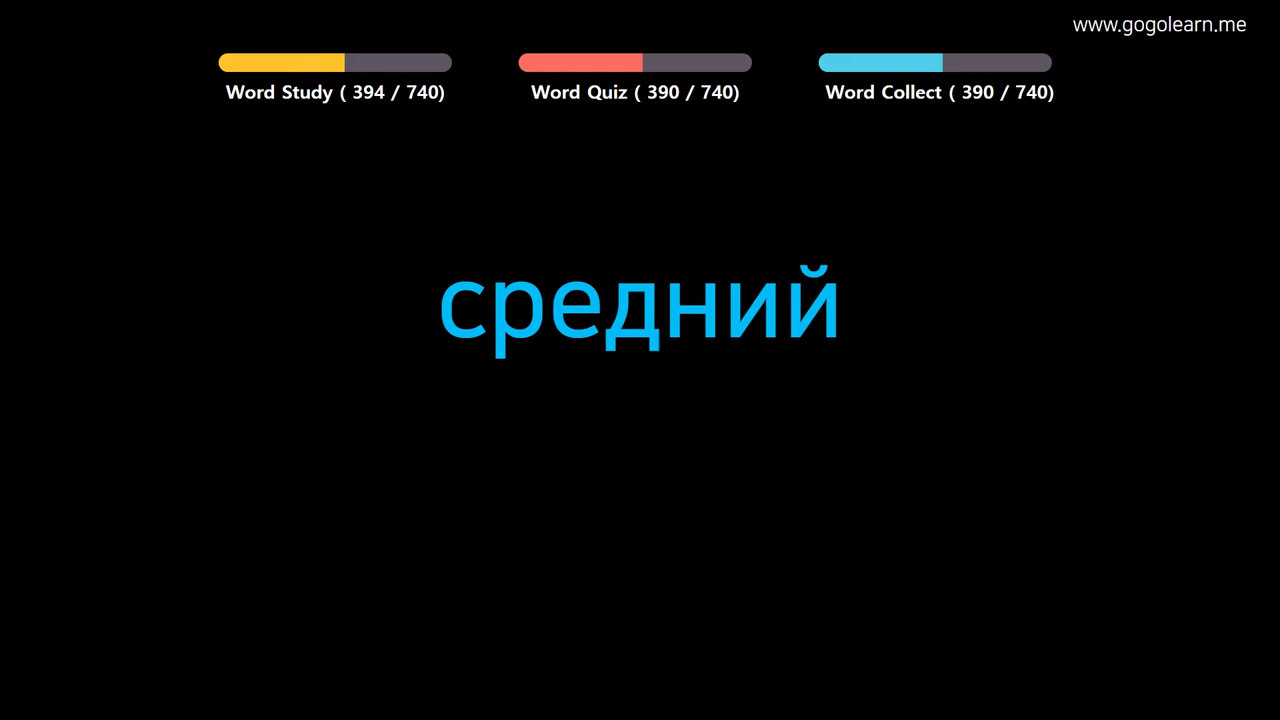 www.gogolearn.me
Word Study ( 394 / 740) Word Quiz ( 390 / 740) Word Collect ( 390 / 740)
средний